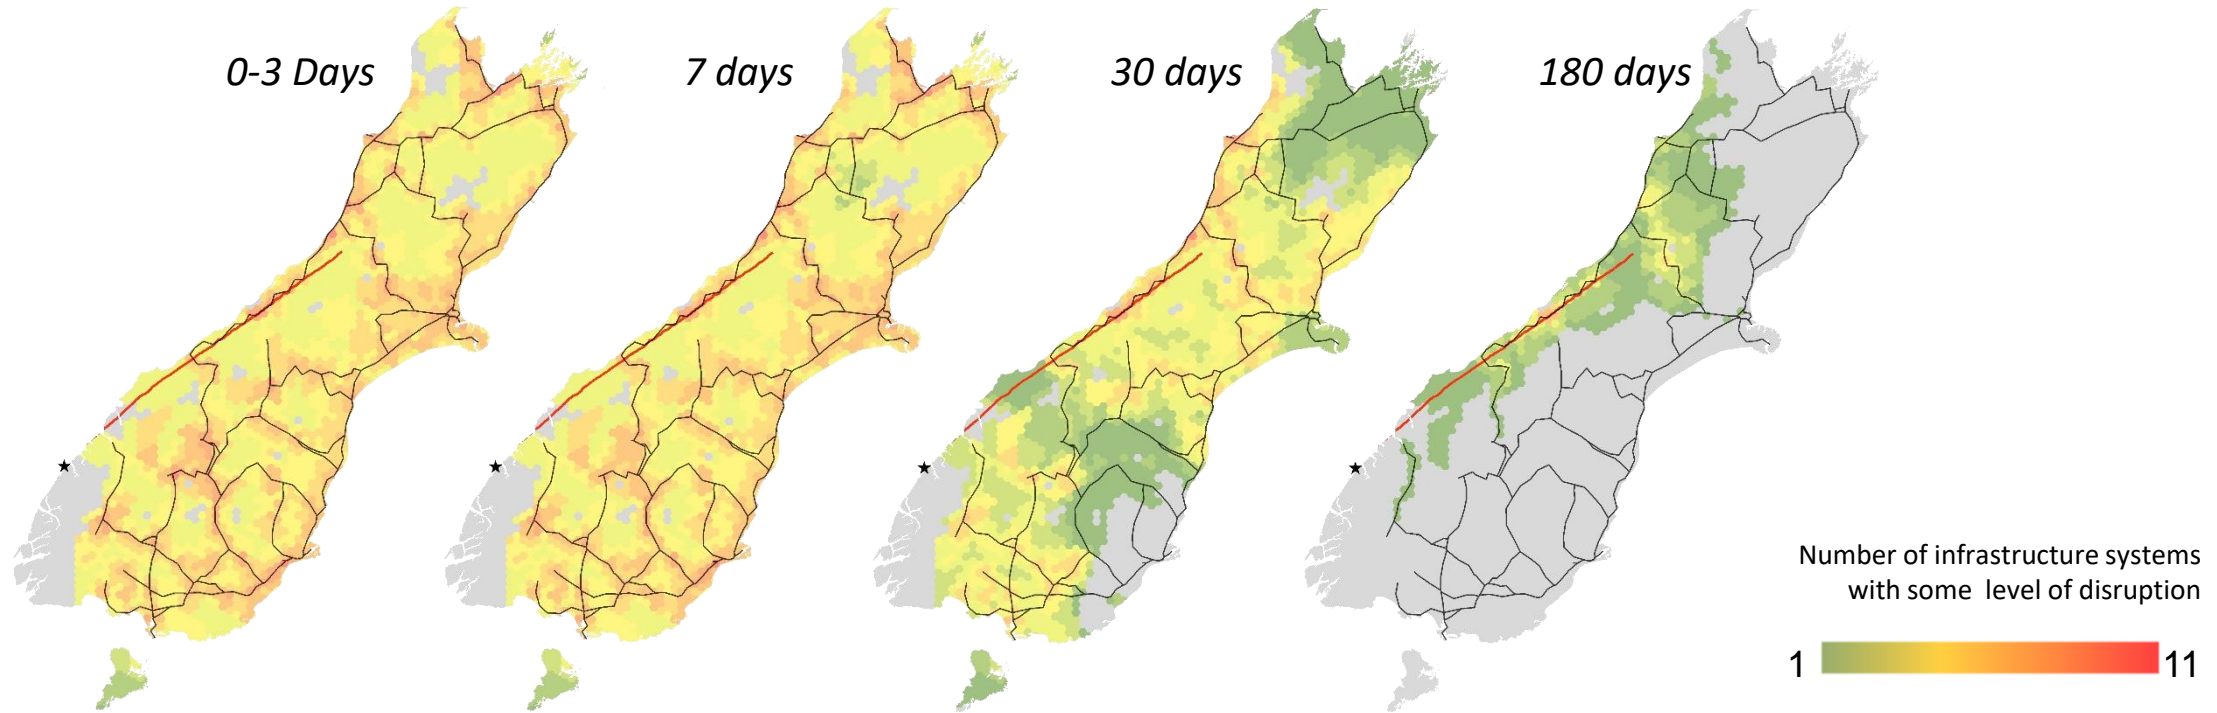 0-3 Days
7 days
30 days
180 days
Number of infrastructure systems
with some level of disruption
1
11